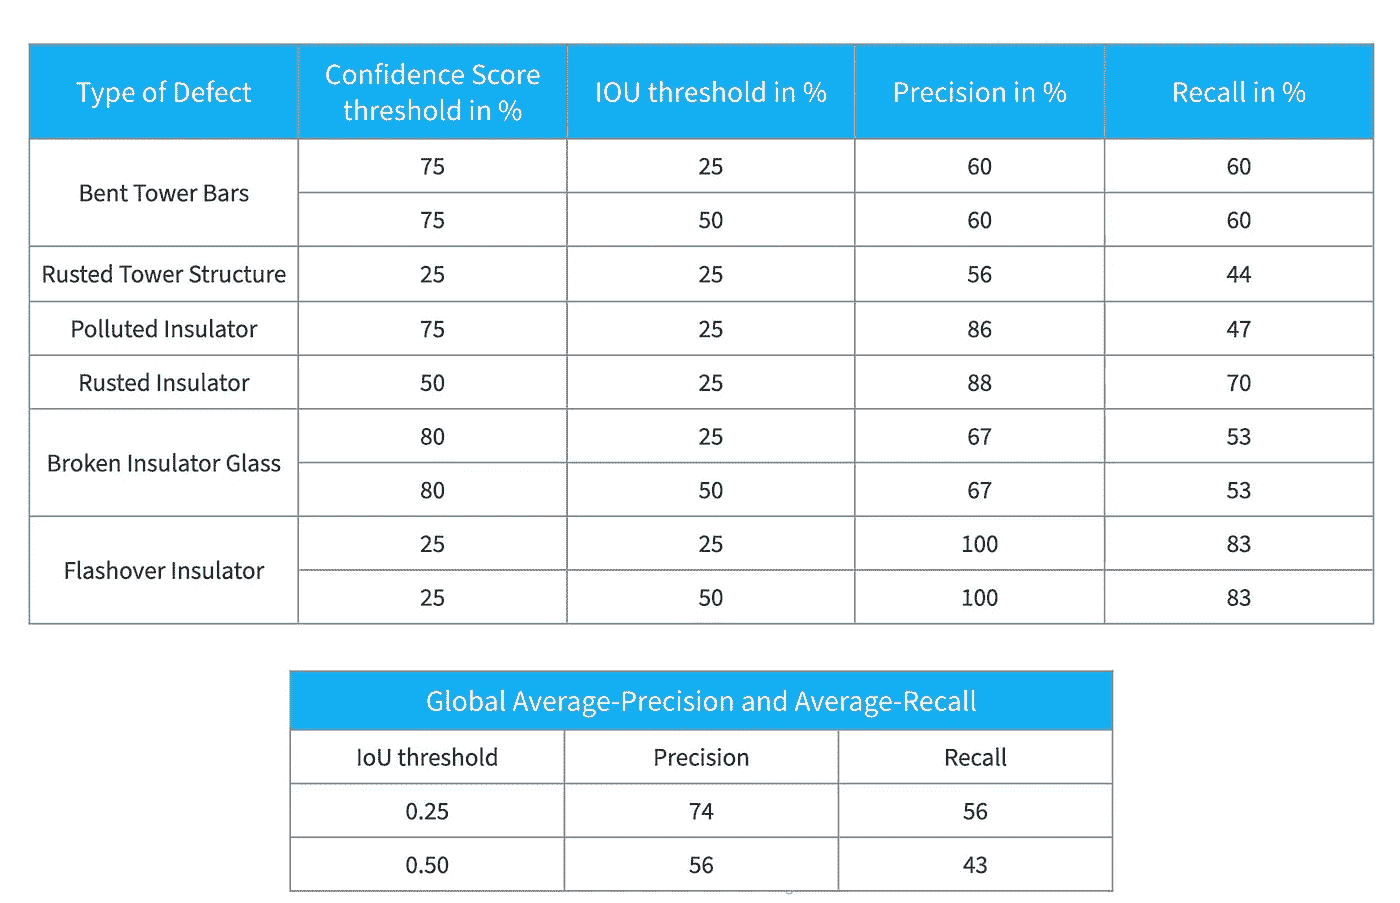 Type of Defect
Confidence Score
threshold in %
IOU threshold in %
Precision in %
Recall in %
Bent Tower Bars
75 25 60 60
75 50 60 60
Rusted Tower Structure 25 25 56 44
Polluted Insulator 75 25 86 47
Rusted Insulator 50 25 88 70
Broken Insulator Glass
80 25 67 53
80 50 67 53
Flashover Insulator
25 25 100 83
25 50 100 83
Global Average-Precision and Average-Recall
IoU threshold Precision Recall
0.25 74 56
0.50 56 43